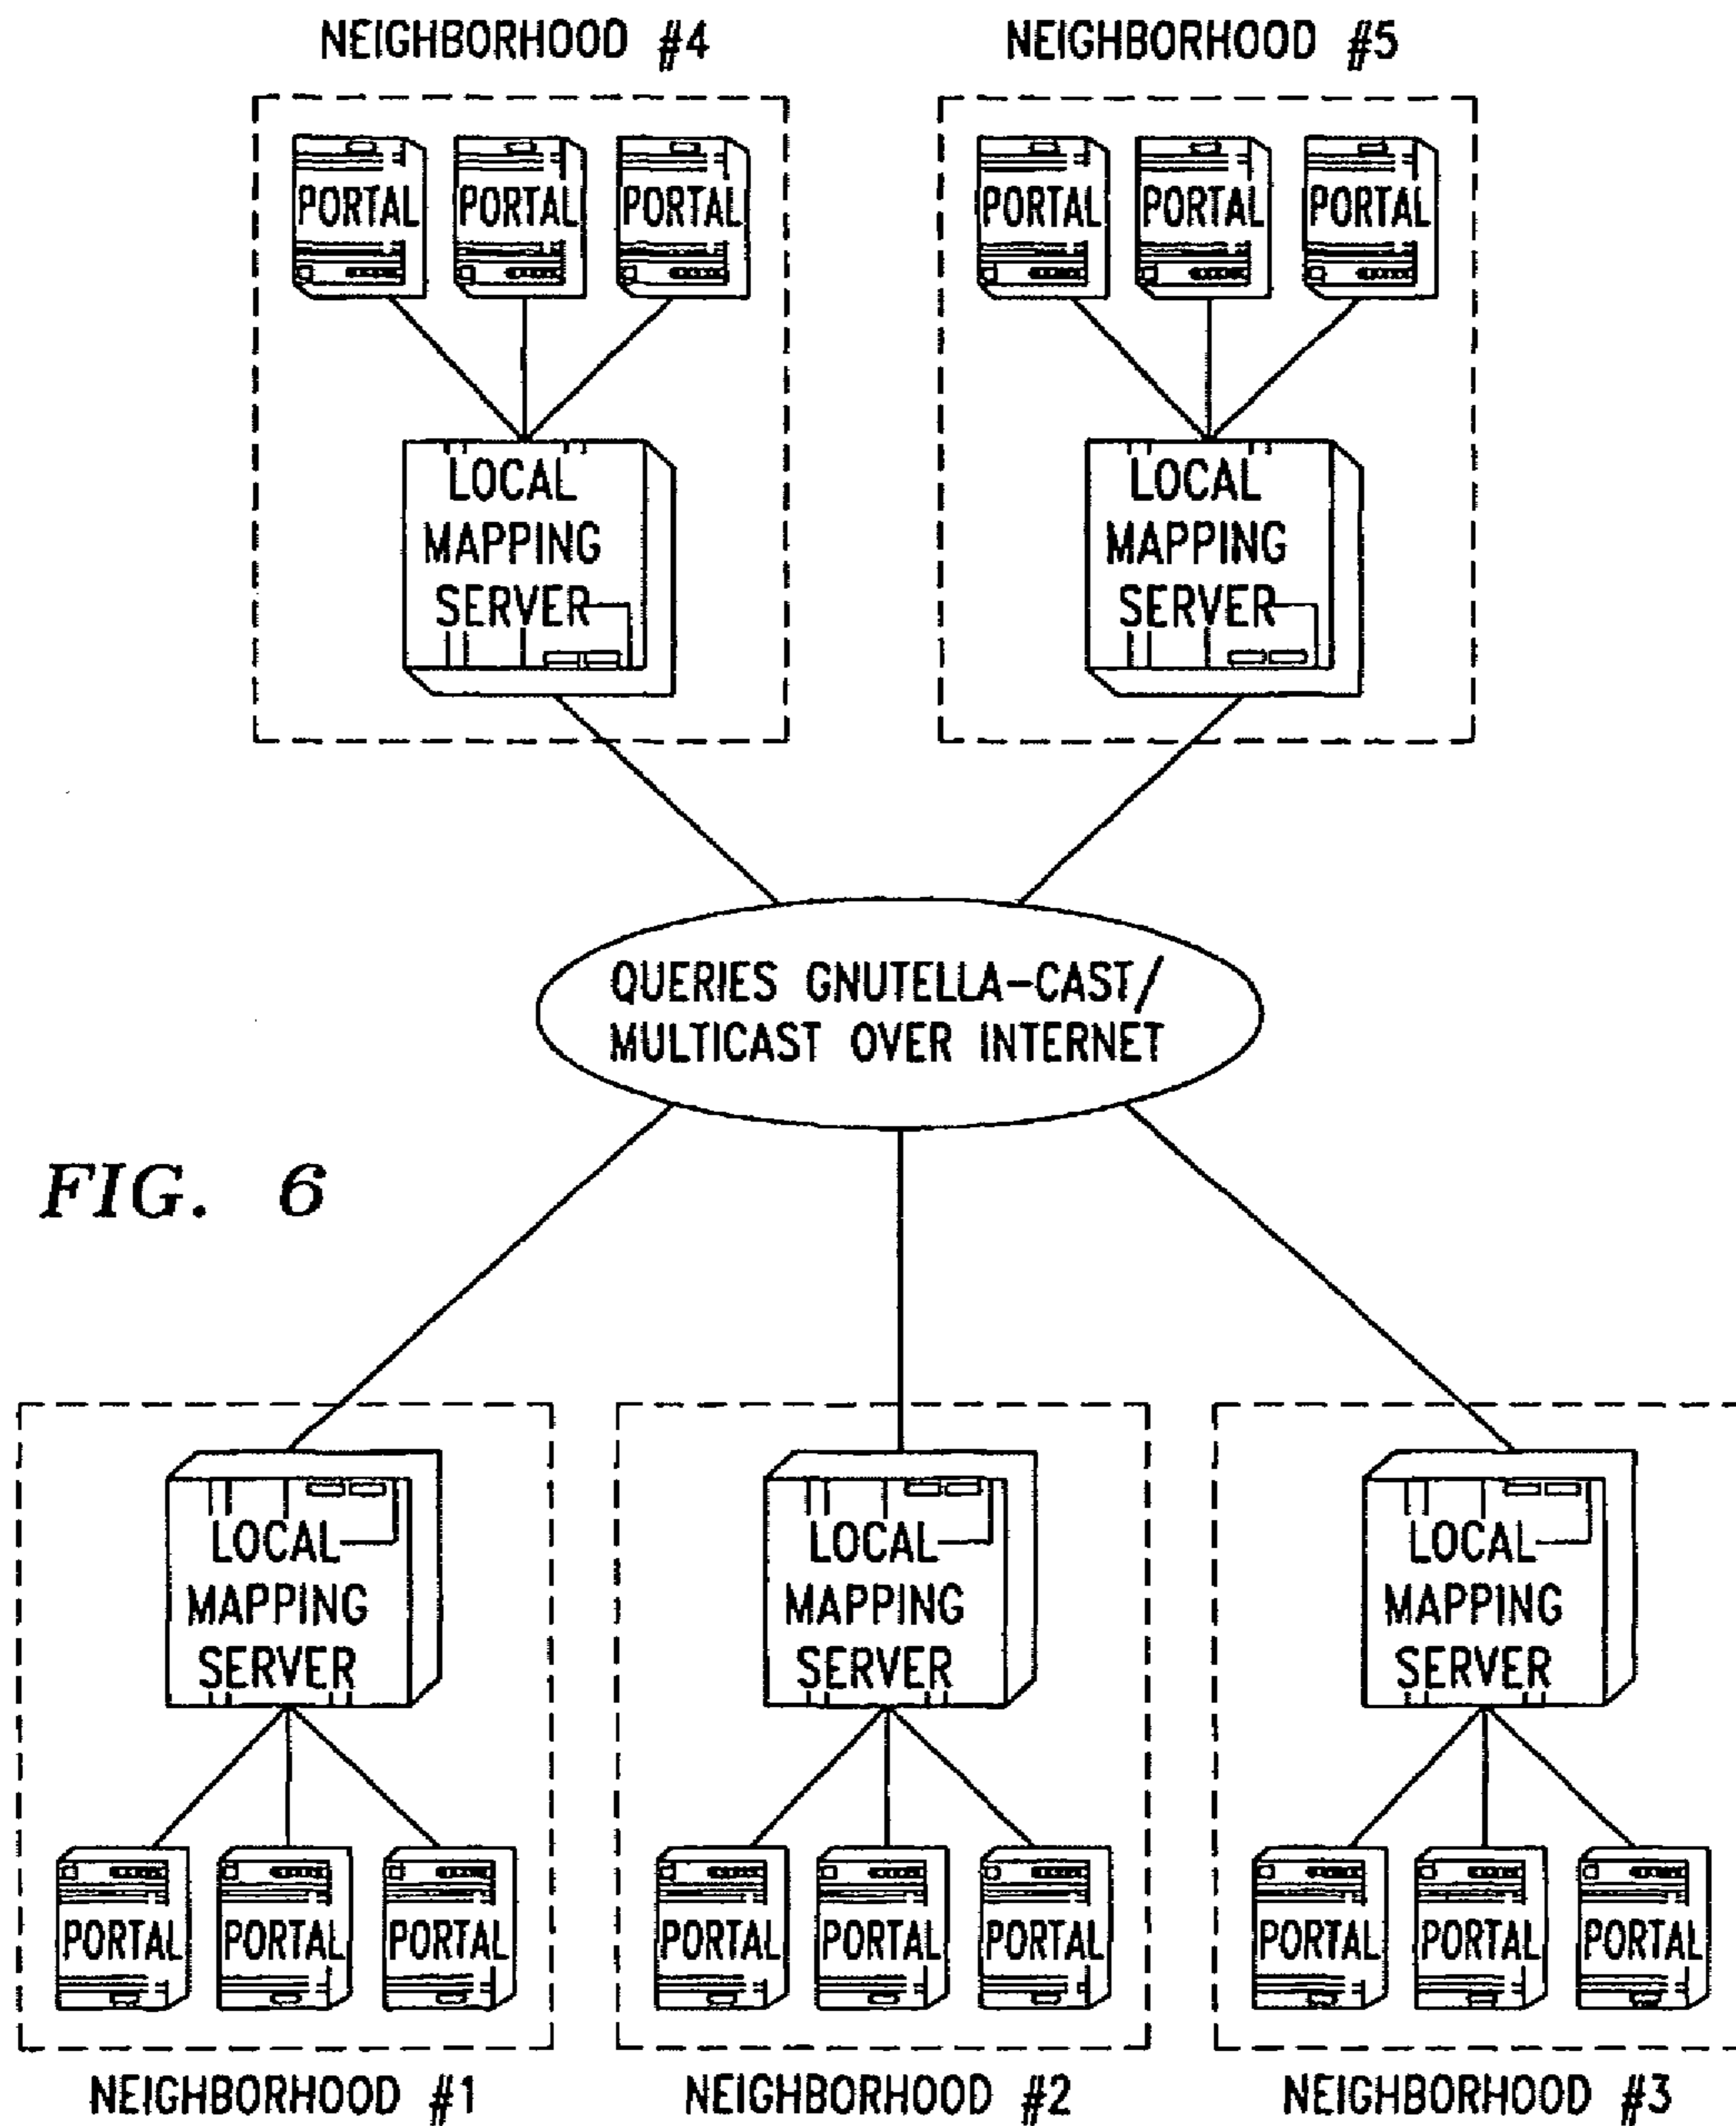 NEIGHBORHOOD #4
NEIGHBORHOOD #5
PORTAL
PORTAL
PORTAL
PORTAL
PORTAL
PORTAL
LOCAL
MAPPING
SERVER
LOCAL
MAPPING
SERVER
QUERIES GNUTELLA-CAST/
MULTICAST OVER INTERNET
FIG. 6
LOCAL
MAPPING
SERVER
LOCAL
MAPPING
SERVER
LOCAL
MAPPING
SERVER
PORTAL
PORTAL
PORTAL
PORTAL
PORTAL
PORTAL
PORTAL
PORTAL
PORTAL
NEIGHBORHOOD #1
NEIGHBORHOOD #2
NEIGHBORHOOD #3